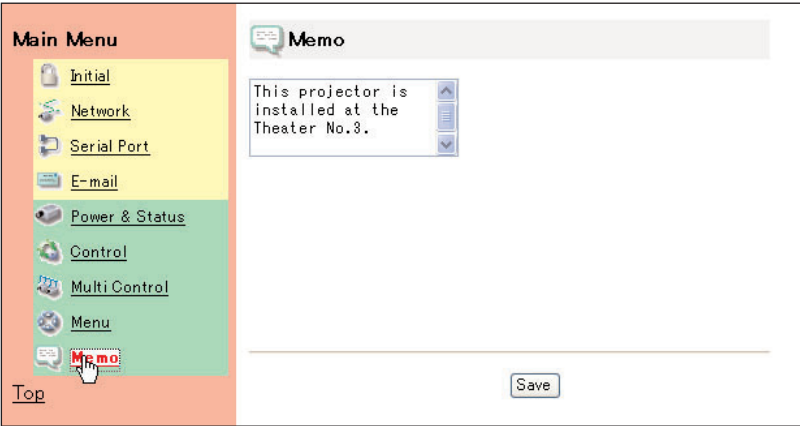 Main Menu
Initial
Network
Serial Port
E-mail
Power & Status
Control
Multi Control
Menu
Memo
Top
Memo
This projector is
installed at the
Theater No.3.
Save